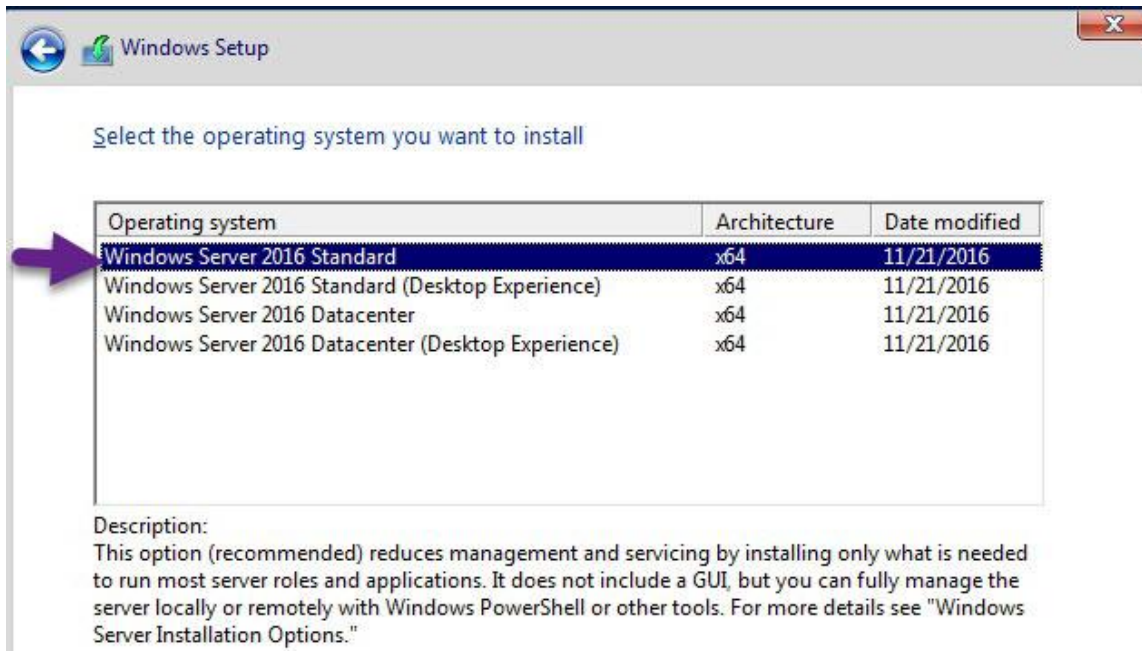 Windows Setup
Select the operating system you want to install
Operating system Architecture Date modified
Windows Server 2016 Standard x64 11/21/2016
Windows Server 2016 Standard (Desktop Experience) x64 11/21/2016
Windows Server 2016 Datacenter x64 11/21/2016
Windows Server 2016 Datacenter (Desktop Experience) x64 11/21/2016
Description:
This option (recommended) reduces management and servicing by installing only what is needed
to run most server roles and applications. It does not include a GUI, but you can fully manage the
server locally or remotely with Windows PowerShell or other tools. For more details see "Windows
Server Installation Options."